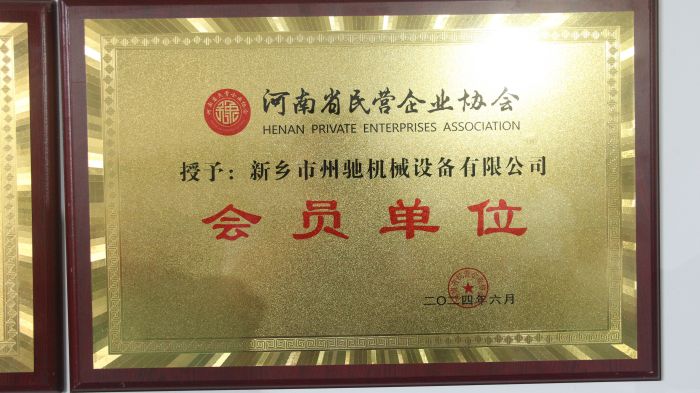 河南省民营企业协会
HENAN PRIVATE ENTERPRISES ASSOCIATION
授予：新乡市州驰机械设备有限公司
会员单位
二〇二四年六月